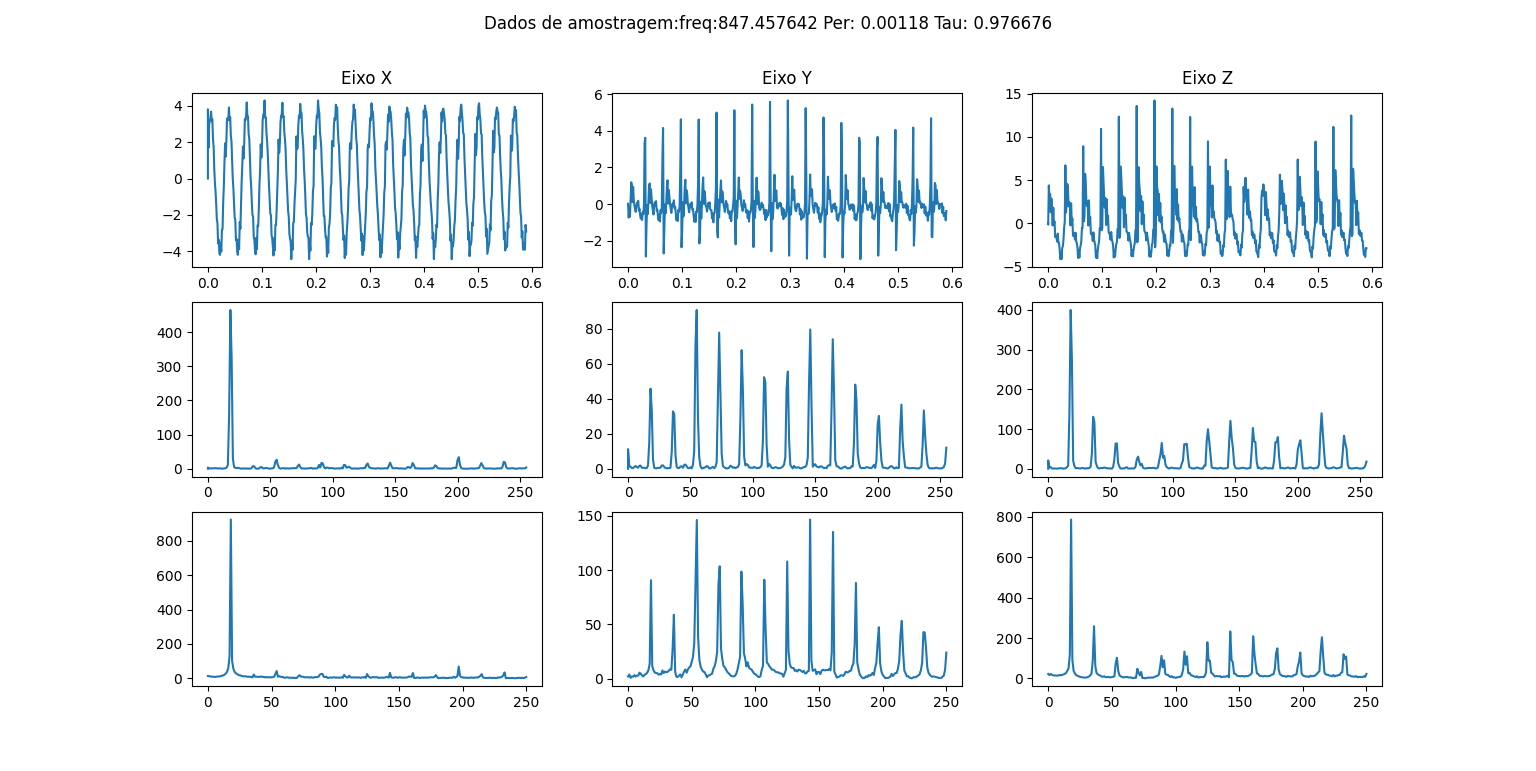 Dados de amostragem:freq:847.457642 Per: 0.00118 Tau: 0.976676
Eixo X Eixo Y Eixo Z
4 6 15
2 4 10
0 2 5
−2 0 0
−4 −2 −5
0.0 0.1 0.2 0.3 0.4 0.5 0.6 0.0 0.1 0.2 0.3 0.4 0.5 0.6 0.0 0.1 0.2 0.3 0.4 0.5 0.6
400 80 400
300 60 300
200 40 200
100 20 100
0 0 0
0 50 100 150 200 250 0 50 100 150 200 250 0 50 100 150 200 250
800 150 800
600 100 600
400 50 400
200 0 200
0 0
0 50 100 150 200 250 0 50 100 150 200 250 0 50 100 150 200 250